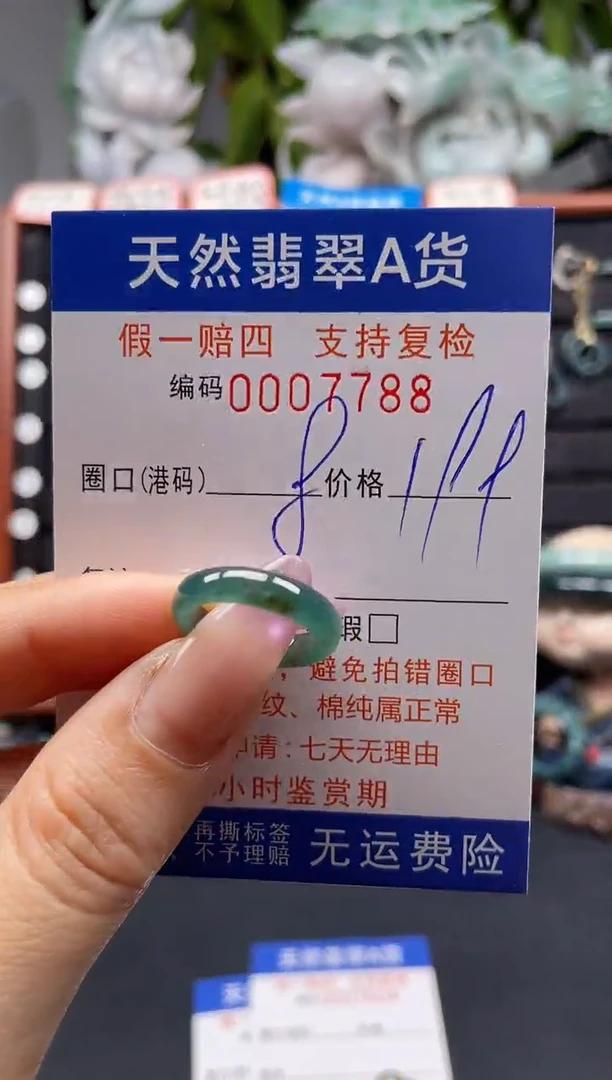 天然翡翠A货
假一赔四 支持复检
编码0007788
圈口(港码) 8 价格 199
瑕□
，避免拍错圈口
纹、棉纯属正常
申请：七天无理由
小时鉴赏期
再撕标签
，不予理赔
无运费险